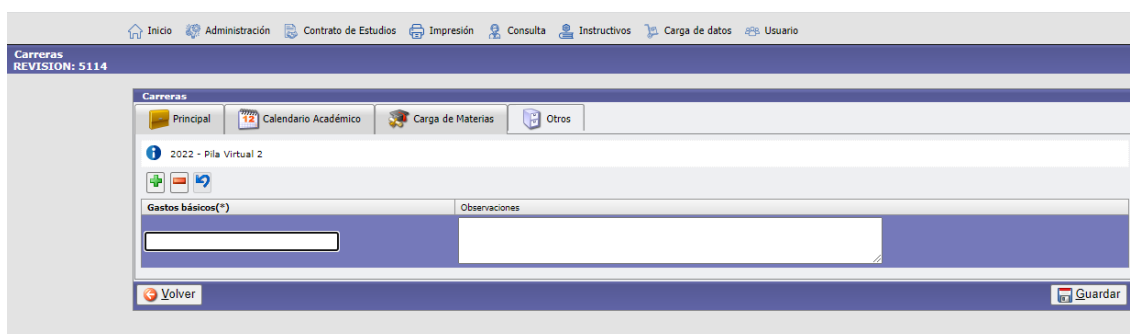 Inicio Administración Contrato de Estudios Impresión Consulta Instructivos Carga de datos Usuario
Carreras
REVISION: 5114
Carreras
Principal 12 Calendario Académico Carga de Materias Otros
2022 - Pila Virtual 2
Gastos básicos(*) Observaciones
Volver Guardar